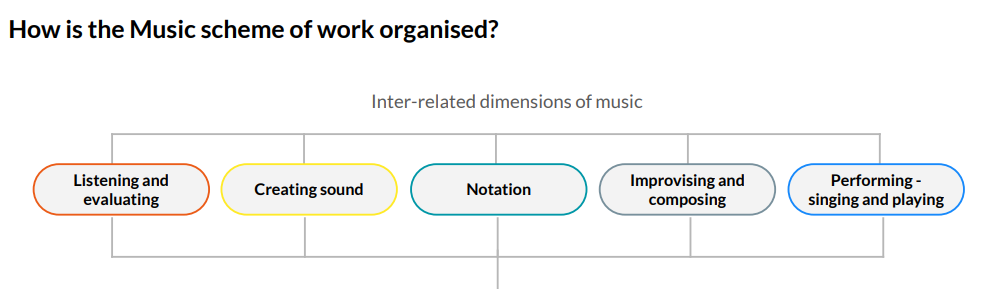 How is the Music scheme of work organised?
Inter-related dimensions of music
Listening and
evaluating
Creating sound
Notation
Improvising and
composing
Performing -
singing and playing